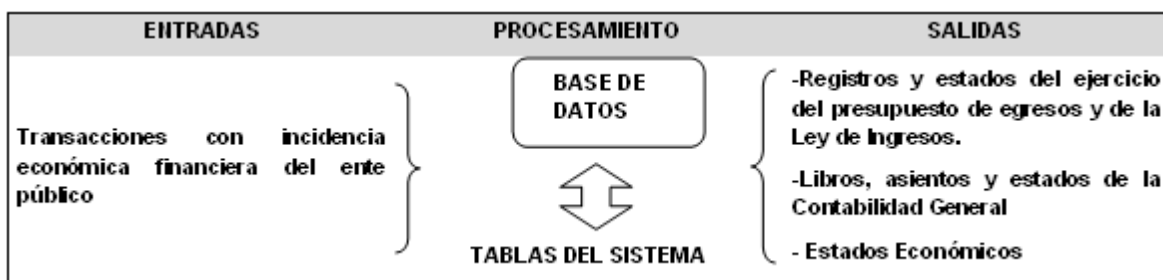 ENTRADAS PROCESAMIENTO SALIDAS
Transacciones con incidencia
económica financiera del ente
público
BASE DE
DATOS
TABLAS DEL SISTEMA
-Registros y estados del ejercicio
del presupuesto de egresos y de la
Ley de Ingresos.
-Libros, asientos y estados de la
Contabilidad General
- Estados Económicos